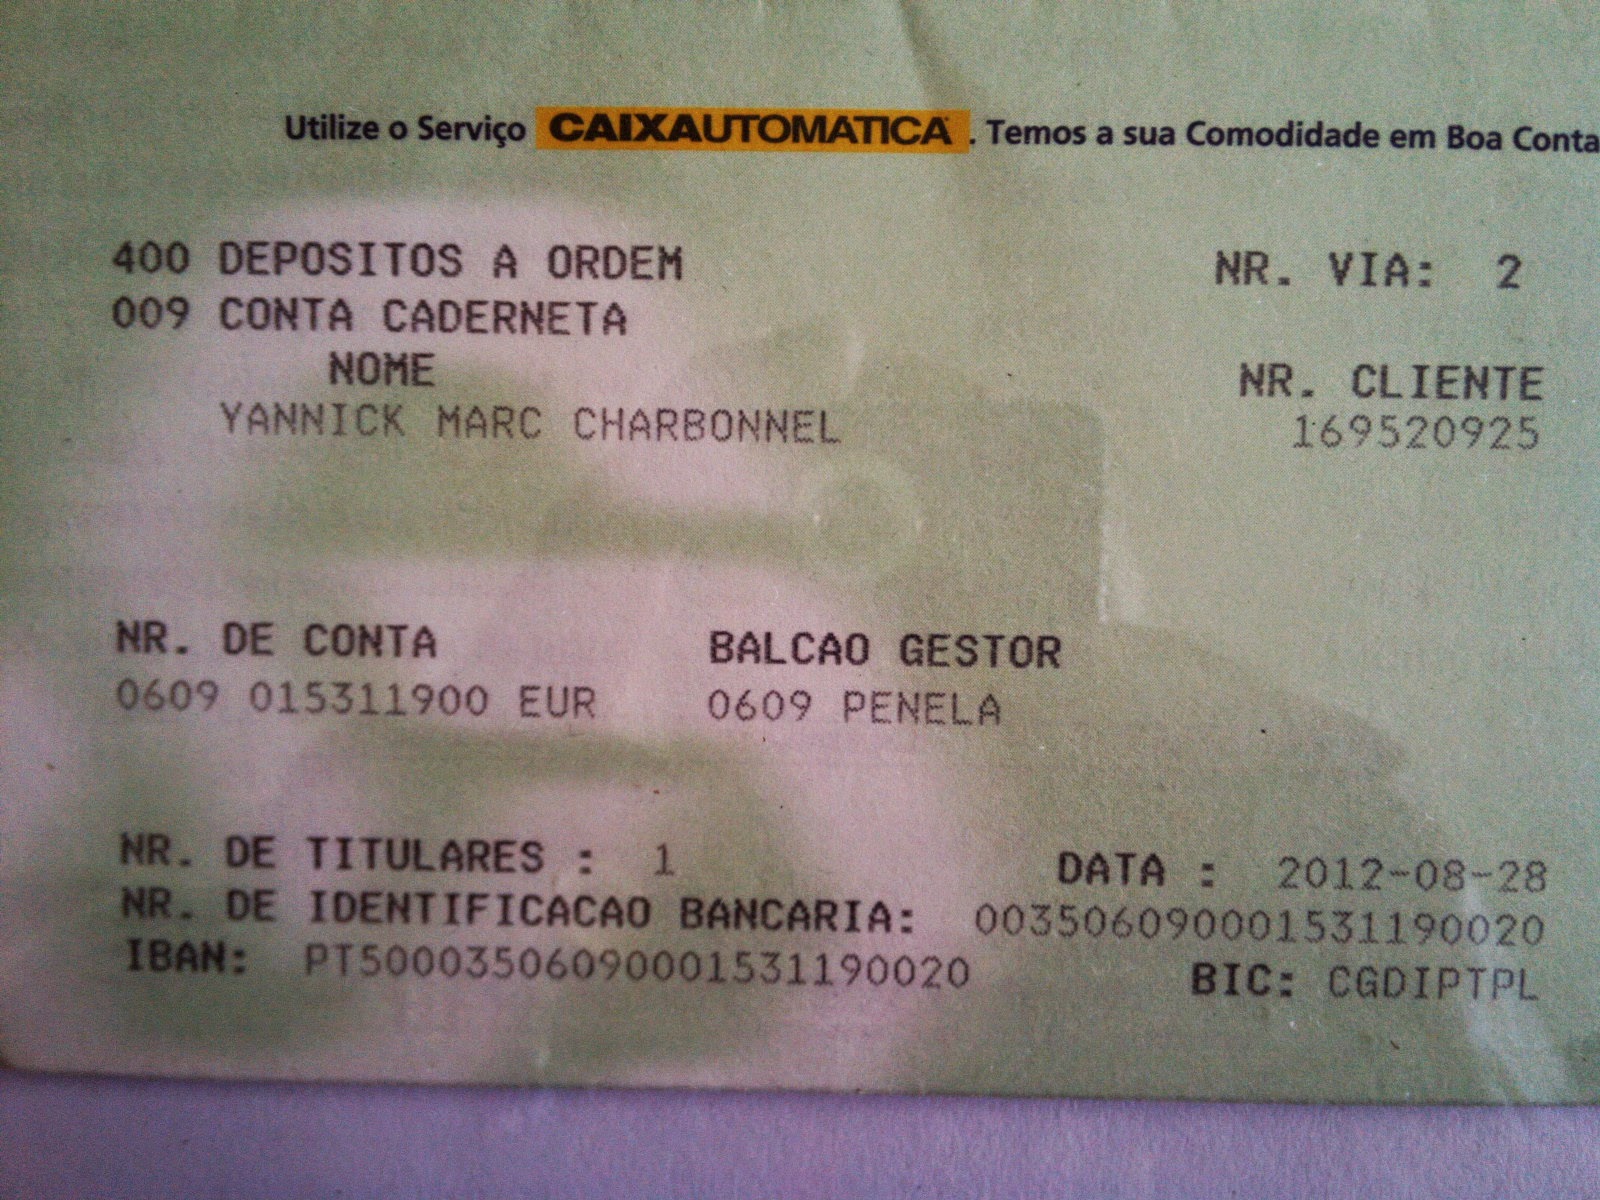 Utilize o Serviço CAIXAUTOMATICA. Temos a sua Comodidade em Boa Conta
400 DEPOSITOS A ORDEM NR. VIA: 2
009 CONTA CADERNETA
NOME NR. CLIENTE
YANNICK MARC CHARBONNEL 169520925
NR. DE CONTA BALCAO GESTOR
0609 015311900 EUR 0609 PENELA
NR. DE TITULARES : 1 DATA : 2012-08-28
NR. DE IDENTIFICACAO BANCARIA: 003506090001531190020
IBAN: PT50003506090001531190020 BIC: CGDIPTPL